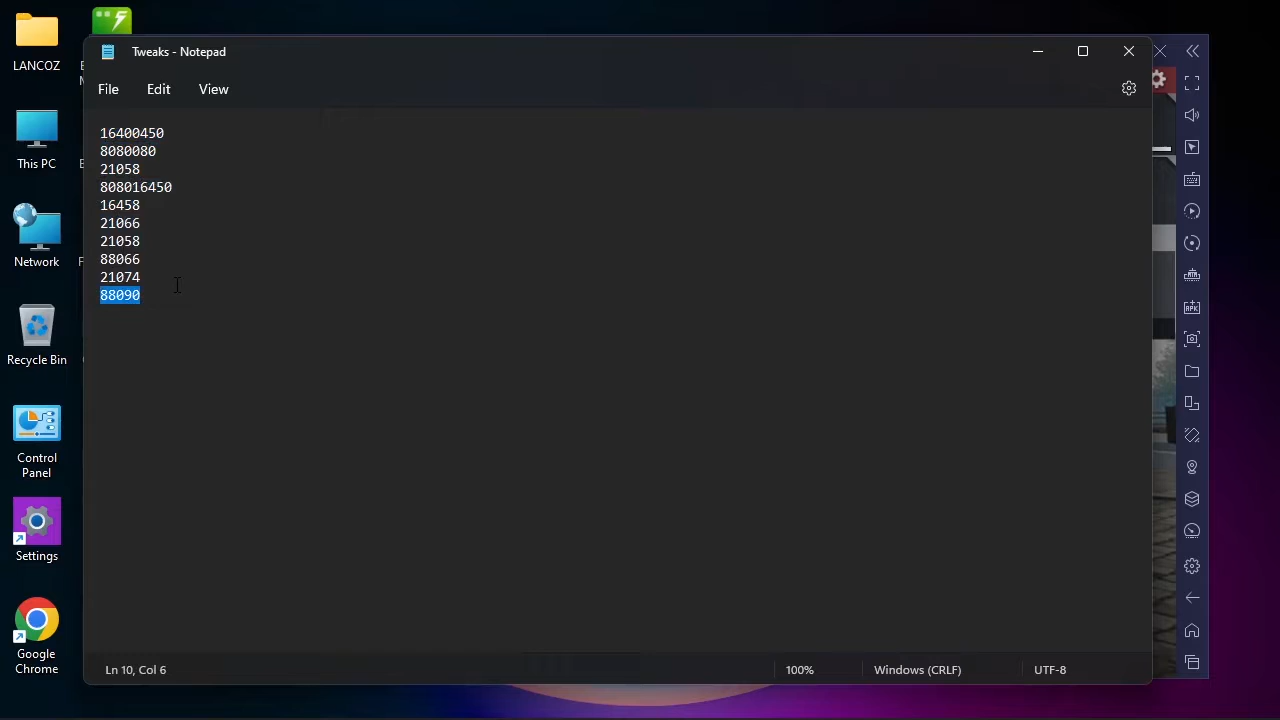 LANCOZ
This PC
Network
Recycle Bin
Control
Panel
Settings
Google
Chrome
Tweaks - Notepad
File
Edit
View
16400450
8080080
21058
808016450
16458
21066
21058
88066
21074
88090
Ln 10, Col 6
100%
Windows (CRLF)
UTF-8
APK